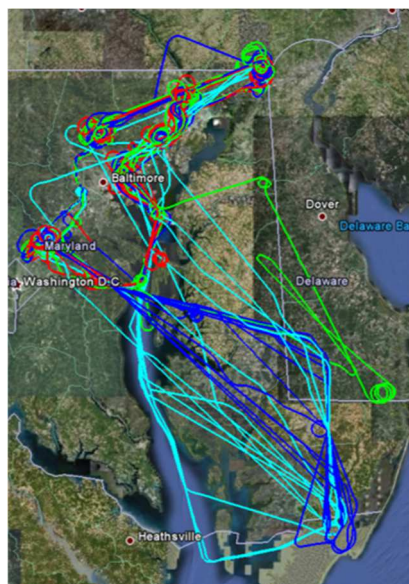 Baltimore
Dover
Delaware Ba
Maryland
Delaware
a, Washington D.C
Heathsville